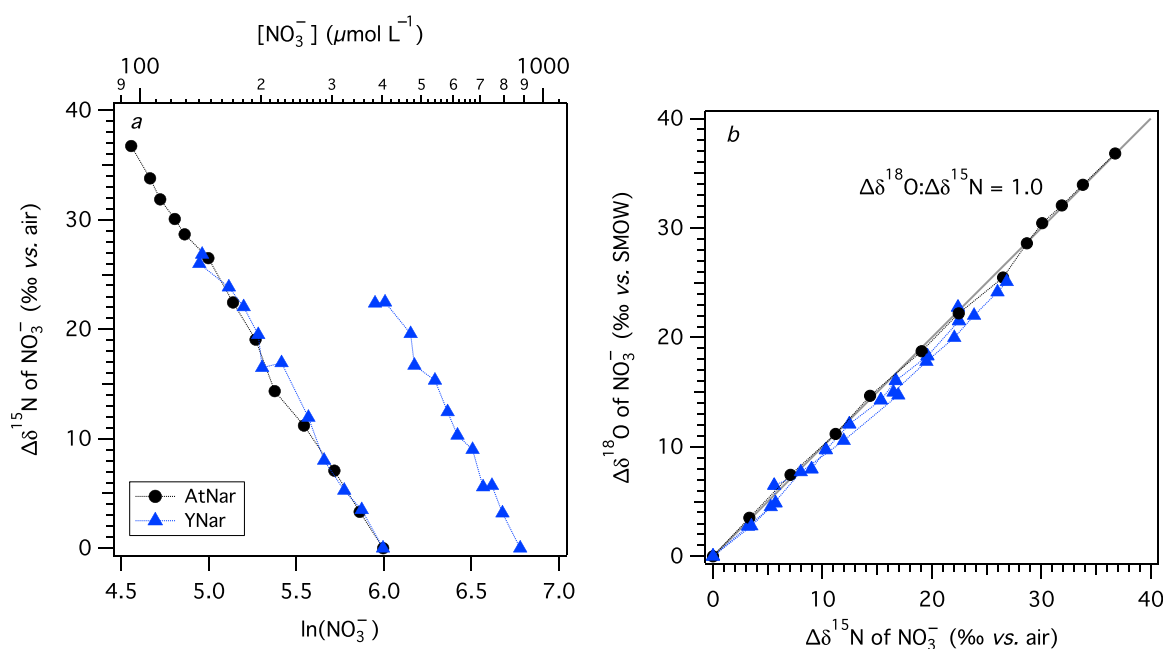 [NO₃⁻] (μmol L⁻¹)
9 100 2 3 4 5 6 7 8 9 1000
a
40
30
20
10
0
Δδ¹⁵N of NO₃⁻ (‰ vs. air)
AtNar
YNar
4.5 5.0 5.5 6.0 6.5 7.0
ln(NO₃⁻)
b
Δδ¹⁸O:Δδ¹⁵N = 1.0
40
30
20
10
0
Δδ¹⁸O of NO₃⁻ (‰ vs. SMOW)
0 10 20 30 40
Δδ¹⁵N of NO₃⁻ (‰ vs. air)